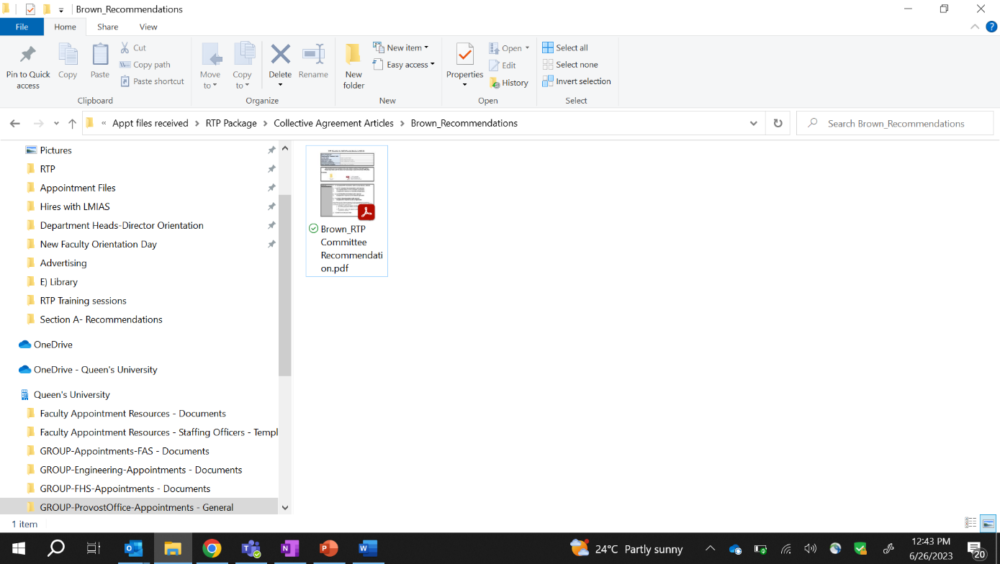 Brown_Recommendations
File Home Share View
Pin to Quick access
Copy
Paste
Cut
Copy path
Paste shortcut
Clipboard
Move to
Copy to
Delete
Rename
Organize
New folder
New item
Easy access
New
Properties
Open
Edit
History
Open
Select all
Select none
Invert selection
Select
« Appt files received > RTP Package > Collective Agreement Articles > Brown_Recommendations
Search Brown_Recommendations
Pictures
RTP
Appointment Files
Hires with LMIAS
Department Heads-Director Orientation
New Faculty Orientation Day
Advertising
E) Library
RTP Training sessions
Section A- Recommendations
OneDrive
OneDrive - Queen's University
Queen's University
Faculty Appointment Resources - Documents
Faculty Appointment Resources - Staffing Officers - Templ
GROUP-Appointments-FAS - Documents
GROUP-Engineering-Appointments - Documents
GROUP-FHS-Appointments - Documents
GROUP-ProvostOffice-Appointments - General
Brown_RTP
Committee
Recommendati
on.pdf
1 item
24°C Partly sunny
12:43 PM
6/26/2023
20